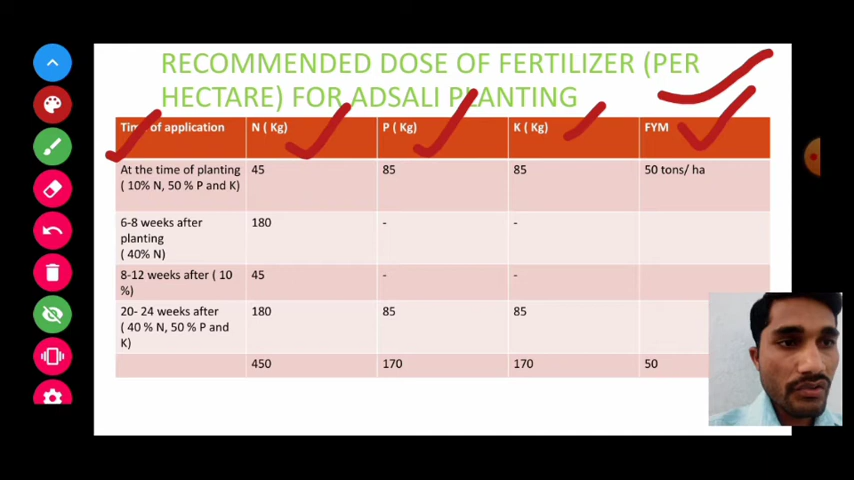 RECOMMENDED DOSE OF FERTILIZER (PER
HECTARE) FOR ADSALI PLANTING
Time of application N ( Kg) P ( Kg) K ( Kg) FYM
At the time of planting 45 85 85 50 tons/ ha
( 10% N, 50 % P and K)
6-8 weeks after 180 - -
planting
( 40% N)
8-12 weeks after ( 10 45 - -
%)
20- 24 weeks after 180 85 85
( 40 % N, 50 % P and
K)
450 170 170 50